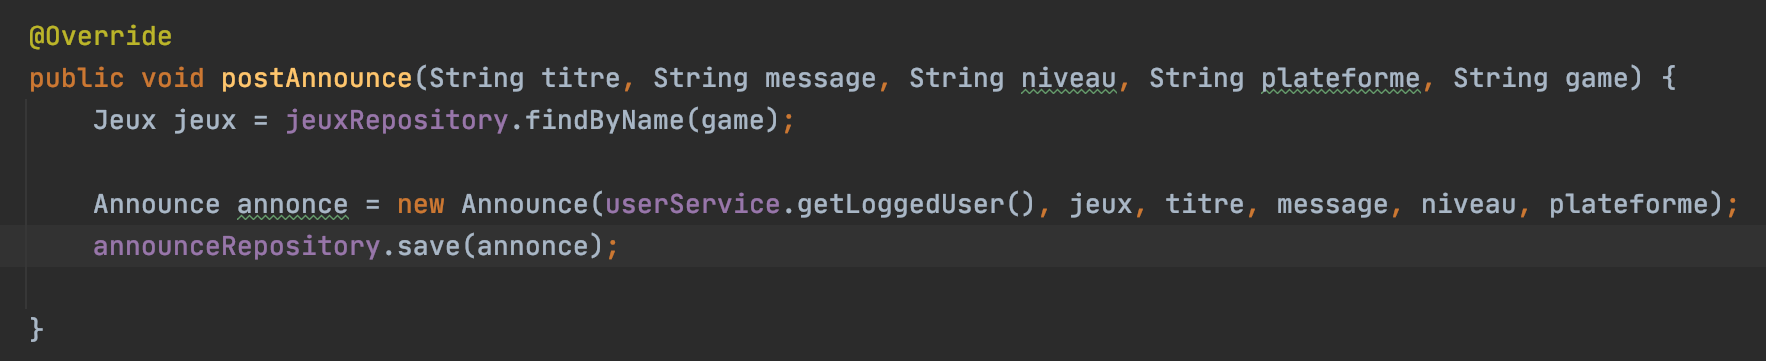 @Override
public void postAnnounce(String titre, String message, String niveau, String plateforme, String game) {
Jeux jeux = jeuxRepository.findByName(game);
Announce annonce = new Announce(userService.getLoggedUser(), jeux, titre, message, niveau, plateforme);
announceRepository.save(annonce);
}